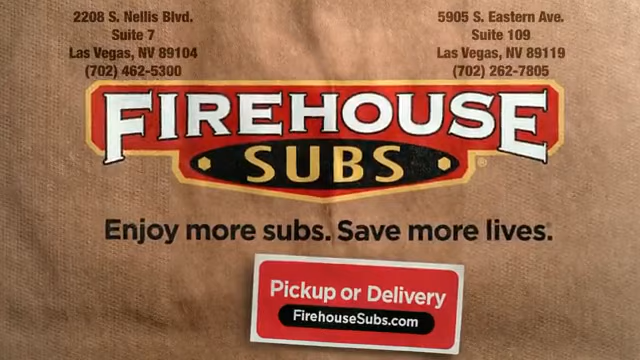 2208 S. Nellis Blvd.
Suite 7
Las Vegas, NV 89104
(702) 462-5300
5905 S. Eastern Ave.
Suite 109
Las Vegas, NV 89119
(702) 262-7805
FIREHOUSE
SUBS®
Enjoy more subs. Save more lives.
Pickup or Delivery
FirehouseSubs.com